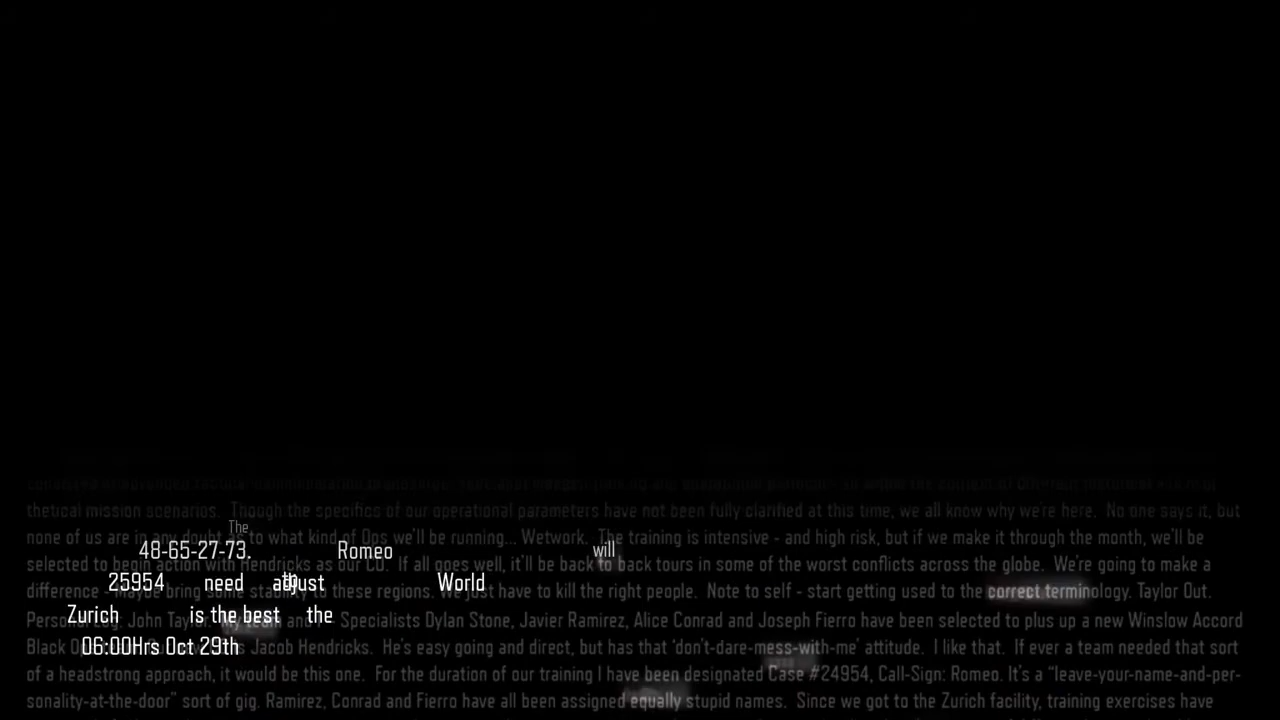 thetical mission scenarios. Though the specifics of our operational parameters have not been fully clarified at this time, we all know why we're here. No one says it, but
The
none of us are in any doubt as to what kind of Ops we'll be running... Wetwork. The training is intensive - and high risk, but if we make it through the month, we'll be
48-65-27-73. Romeo will
selected to begin action with Hendricks as our CO. If all goes well, it'll be back to back tours in some of the worst conflicts across the globe. We're going to make a
25954 need to adjust World
difference - maybe bring some stability to these regions. We just have to kill the right people. Note to self - start getting used to the correct terminology. Taylor Out.
Zurich is the best the
Personal Log: John Taylor. My team and I Specialists Dylan Stone, Javier Ramirez, Alice Conrad and Joseph Fierro have been selected to plus up a new Winslow Accord
06:00Hrs Oct 29th
Black Jacob Hendricks. He's easy going and direct, but has that 'don't-dare-mess-with-me' attitude. I like that. If ever a team needed that sort
of a headstrong approach, it would be this one. For the duration of our training I have been designated Case #24954, Call-Sign: Romeo. It's a "leave-your-name-and-per-
sonality-at-the-door" sort of gig. Ramirez, Conrad and Fierro have all been assigned equally stupid names. Since we got to the Zurich facility, training exercises have